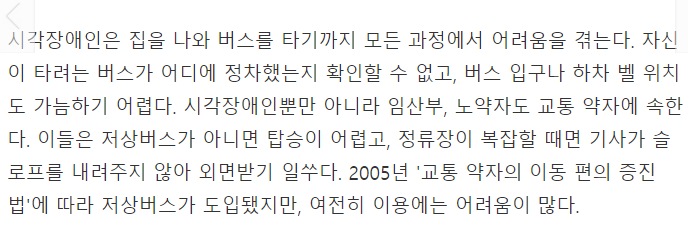 시각장애인은 집을 나와 버스를 타기까지 모든 과정에서 어려움을 겪는다. 자신
이 타려는 버스가 어디에 정차했는지 확인할 수 없고, 버스 입구나 하차 벨 위치
도 가늠하기 어렵다. 시각장애인뿐만 아니라 임산부, 노약자도 교통 약자에 속한
다. 이들은 저상버스가 아니면 탑승이 어렵고, 정류장이 복잡할 때면 기사가 슬
로프를 내려주지 않아 외면받기 일쑤다. 2005년 '교통 약자의 이동 편의 증진
법'에 따라 저상버스가 도입됐지만, 여전히 이용에는 어려움이 많다.